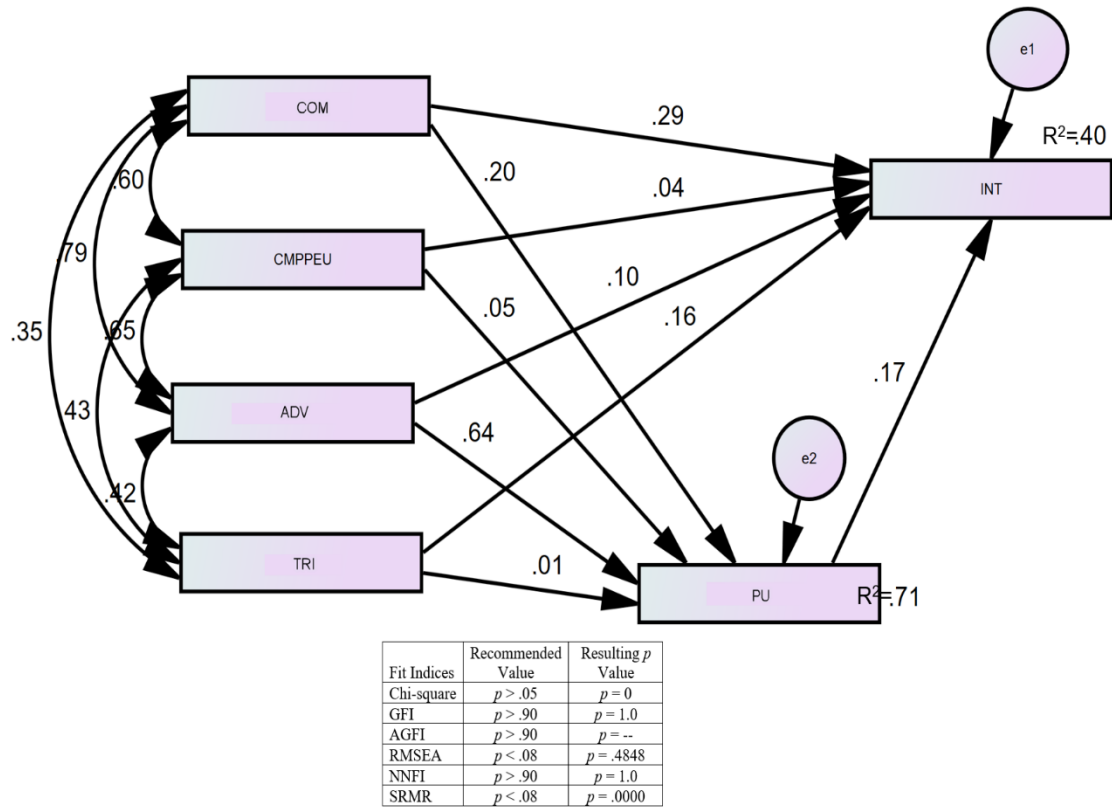 e1
COM
.29
R²=.40
.20
INT
.60
.04
CMPPEU
.79
.10
.05
.16
.35
.65
.17
ADV
43
.64
e2
.42
TRI
.01
PU
R²=.71
Fit Indices Recommended Value Resulting p Value
Chi-square p > .05 p = 0
GFI p > .90 p = 1.0
AGFI p > .90 p = --
RMSEA p < .08 p = .4848
NNFI p > .90 p = 1.0
SRMR p < .08 p = .0000